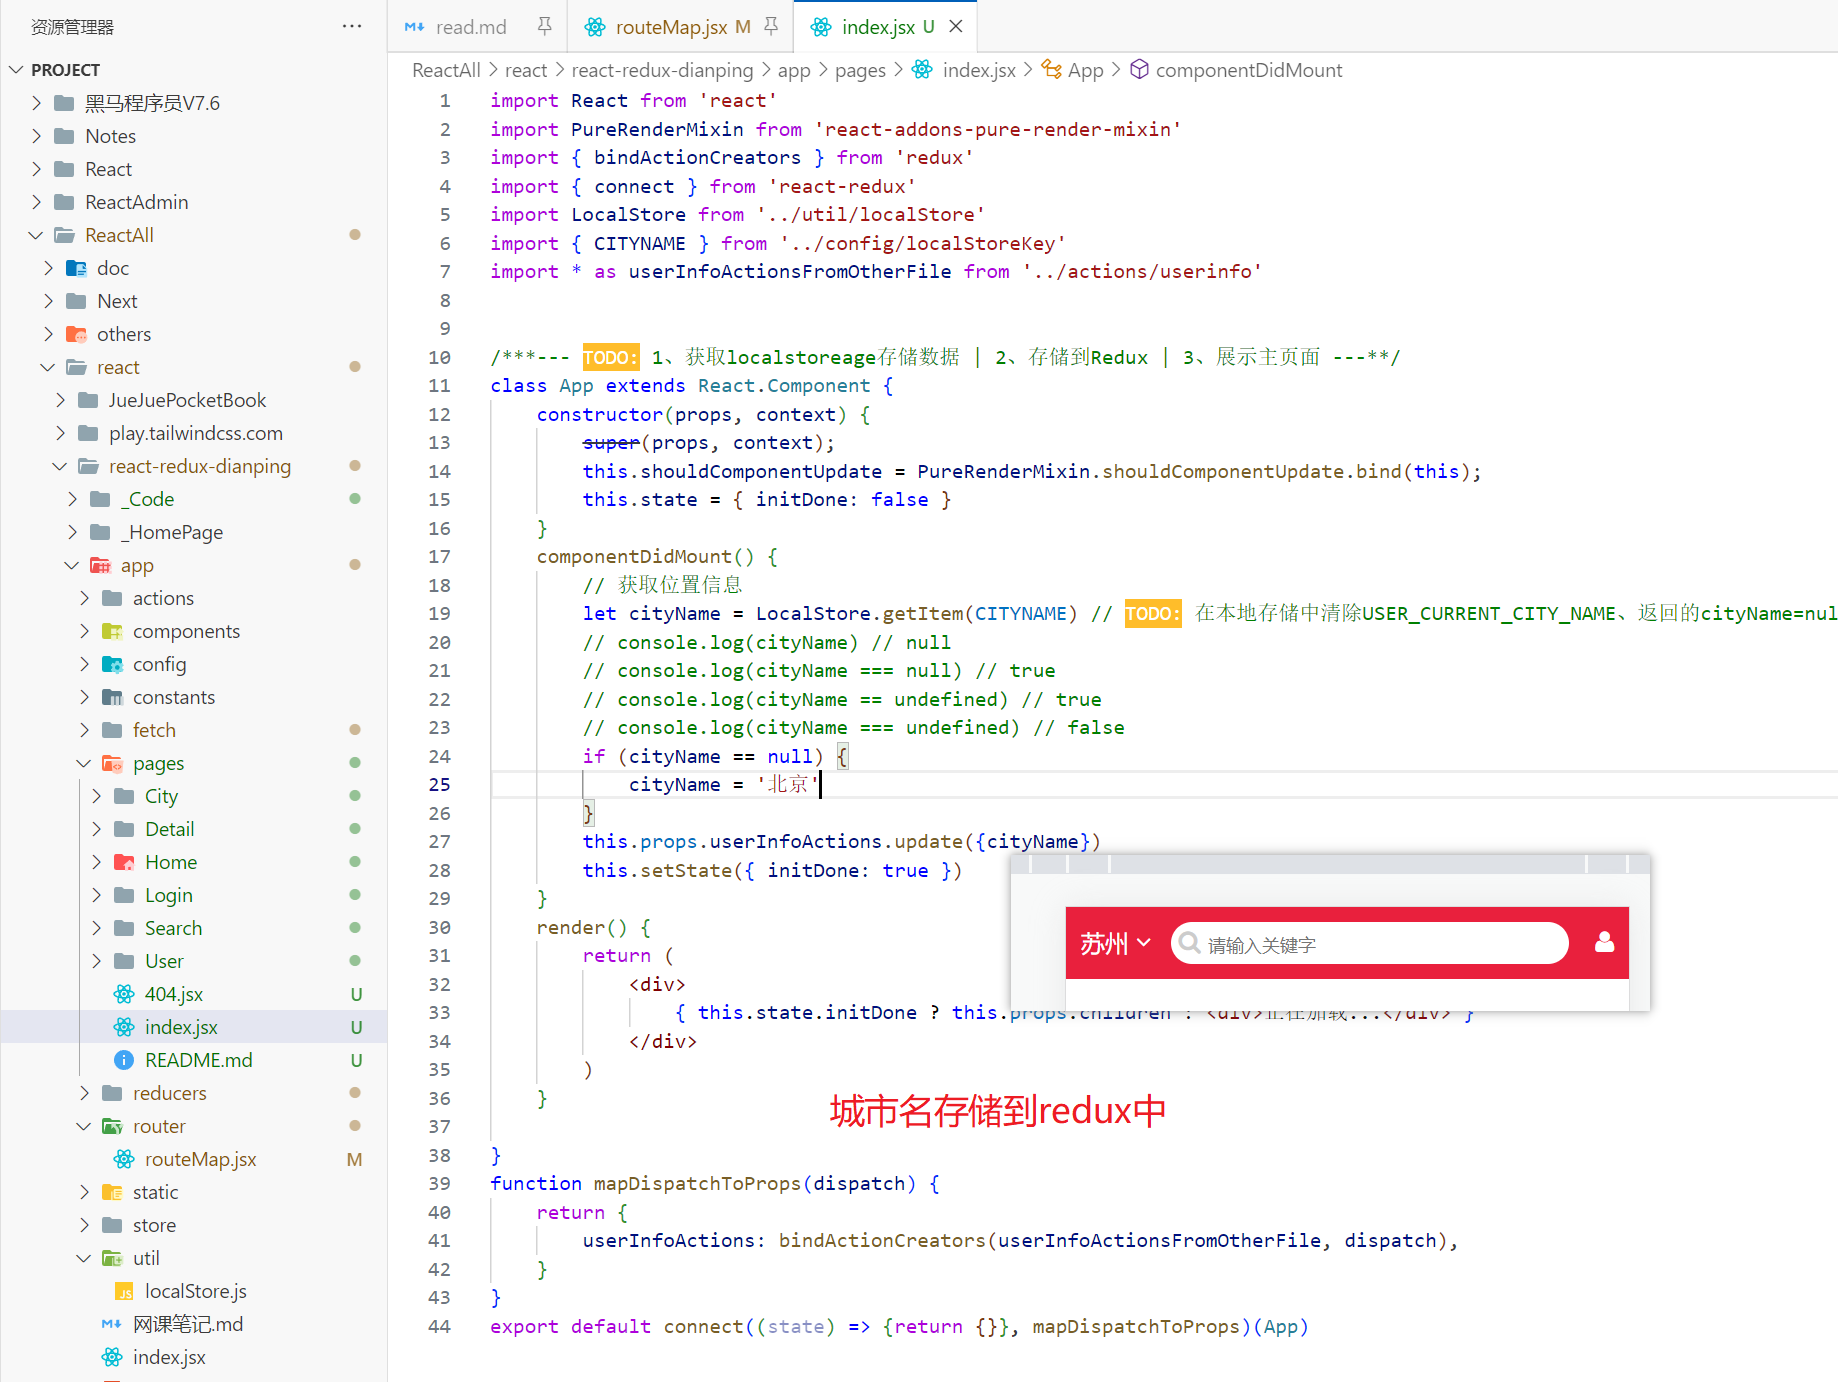 资源管理器 ···
PROJECT
黑马程序员V7.6
Notes
React
ReactAdmin
ReactAll
doc
Next
others
react
JueJuePocketBook
play.tailwindcss.com
react-redux-dianping
_Code
_HomePage
app
actions
components
config
constants
fetch
pages
City
Detail
Home
Login
Search
User
404.jsx U
index.jsx U
README.md U
reducers
router
routeMap.jsx M
static
store
util
JS localStore.js
M↓ 网课笔记.md
index.jsx
M↓ read.md routeMap.jsx M index.jsx U
ReactAll > react > react-redux-dianping > app > pages > index.jsx > App > componentDidMount
1 import React from 'react'
2 import PureRenderMixin from 'react-addons-pure-render-mixin'
3 import { bindActionCreators } from 'redux'
4 import { connect } from 'react-redux'
5 import LocalStore from '../util/localStore'
6 import { CITYNAME } from '../config/localStoreKey'
7 import * as userInfoActionsFromOtherFile from '../actions/userinfo'
8
9
10 /***--- TODO: 1、获取localstoreage存储数据 | 2、存储到Redux | 3、展示主页面 ---**/
11 class App extends React.Component {
12 constructor(props, context) {
13 super(props, context);
14 this.shouldComponentUpdate = PureRenderMixin.shouldComponentUpdate.bind(this);
15 this.state = { initDone: false }
16 }
17 componentDidMount() {
18 // 获取位置信息
19 let cityName = LocalStore.getItem(CITYNAME) // TODO: 在本地存储中清除USER_CURRENT_CITY_NAME、返回的cityName=nul
20 // console.log(cityName) // null
21 // console.log(cityName === null) // true
22 // console.log(cityName == undefined) // true
23 // console.log(cityName === undefined) // false
24 if (cityName == null) {
25 cityName = '北京'
26 }
27 this.props.userInfoActions.update({cityName})
28 this.setState({ initDone: true })
29 }
30 render() {
31 return (
32 <div>
33 { this.state.initDone ? this.props.children : <div>正在加载...</div> }
34 </div>
35 )
36 }
37
38 }
39 function mapDispatchToProps(dispatch) {
40 return {
41 userInfoActions: bindActionCreators(userInfoActionsFromOtherFile, dispatch),
42 }
43 }
44 export default connect((state) => {return {}}, mapDispatchToProps)(App)
苏州 请输入关键字
城市名存储到redux中